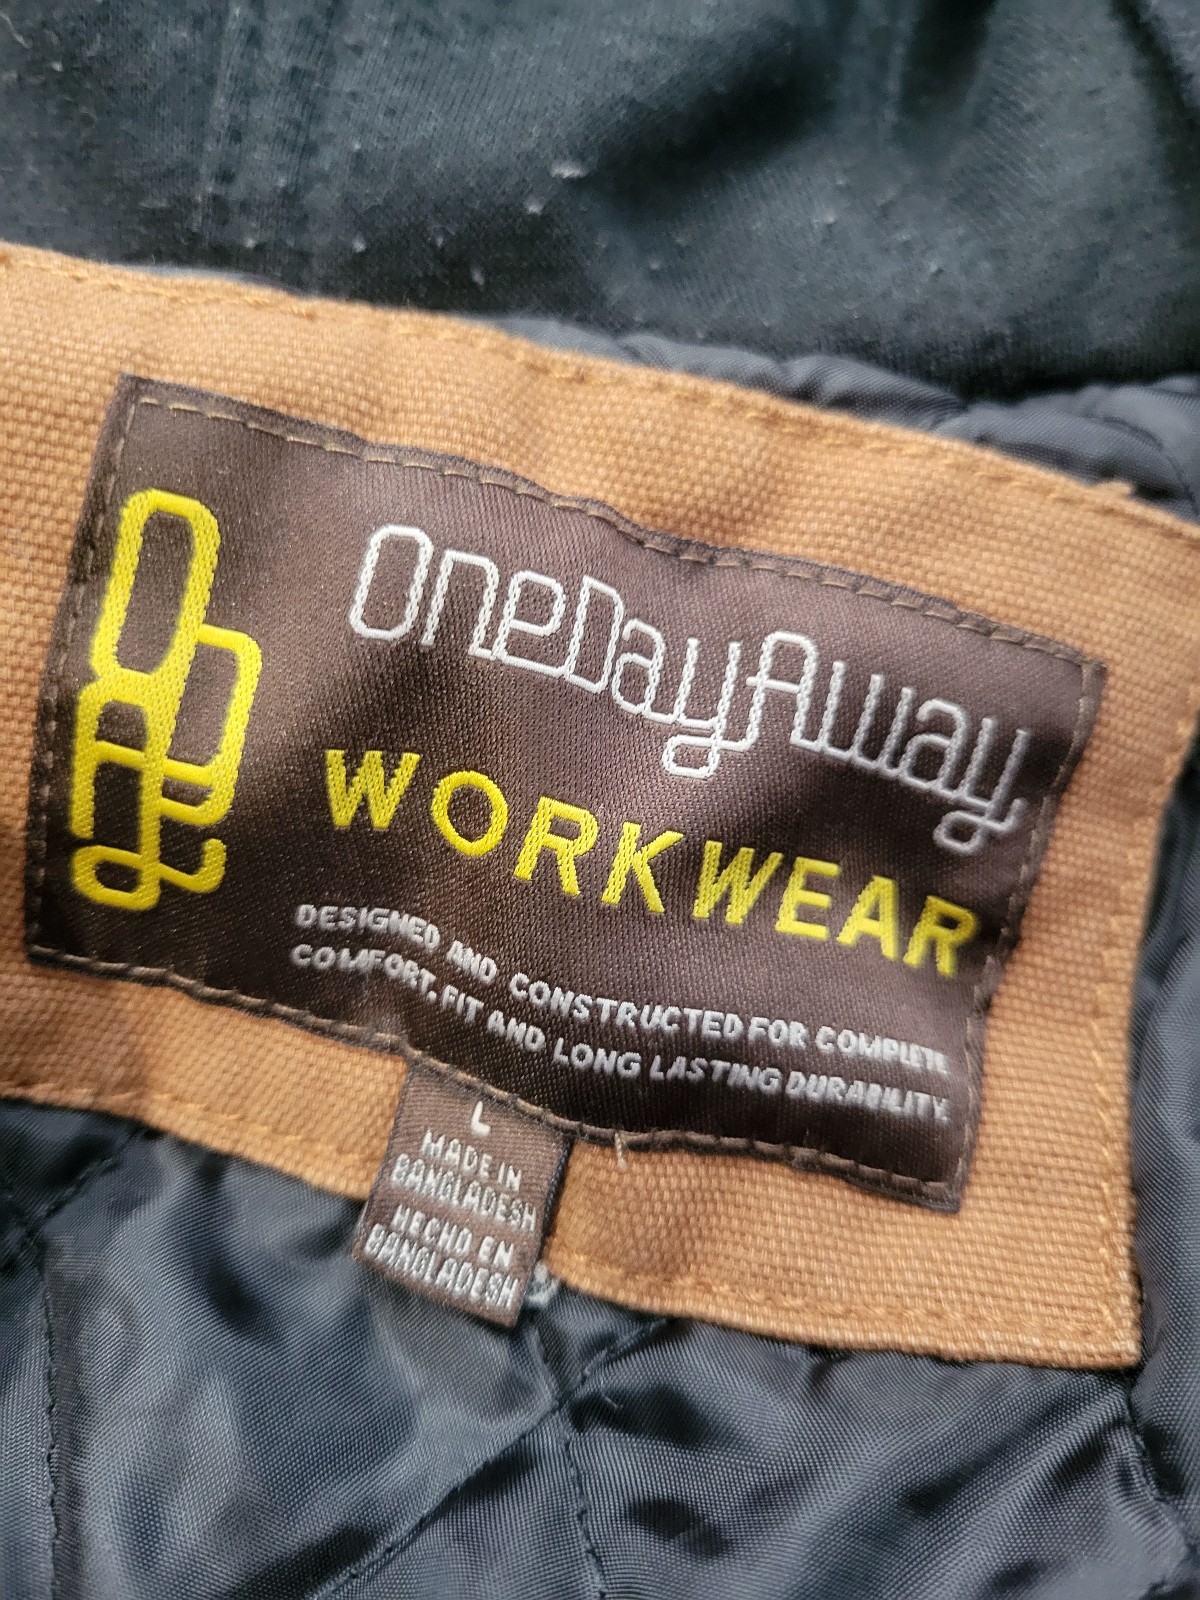 OneDayAway
WORKWEAR
DESIGNED AND CONSTRUCTED FOR COMPLETE
COMFORT, FIT AND LONG LASTING DURABILITY.
L
MADE IN
BANGLADESH
HECHO EN
BANGLADESH